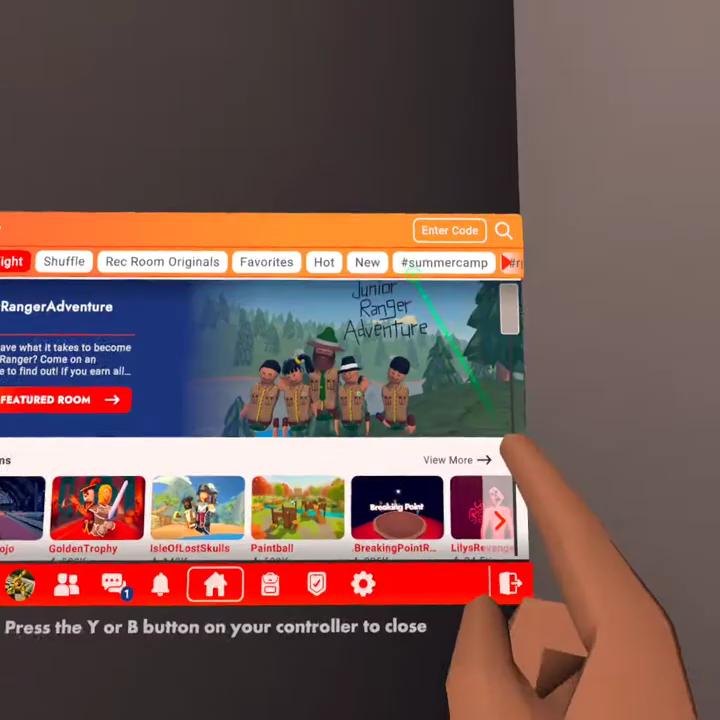 Enter Code
ight
Shuffle
Rec Room Originals
Favorites
Hot
New
#summercamp
RangerAdventure
Junior
Ranger
Adventure
ave what it takes to become
Ranger? Come on an
e to find out! If you earn all...
FEATURED ROOM
ms
View More
Breaking Point
ojo
GoldenTrophy
IsleOfLostSkulls
Paintball
BreakingPointR...
LilysRevenge
1
Press the Y or B button on your controller to close